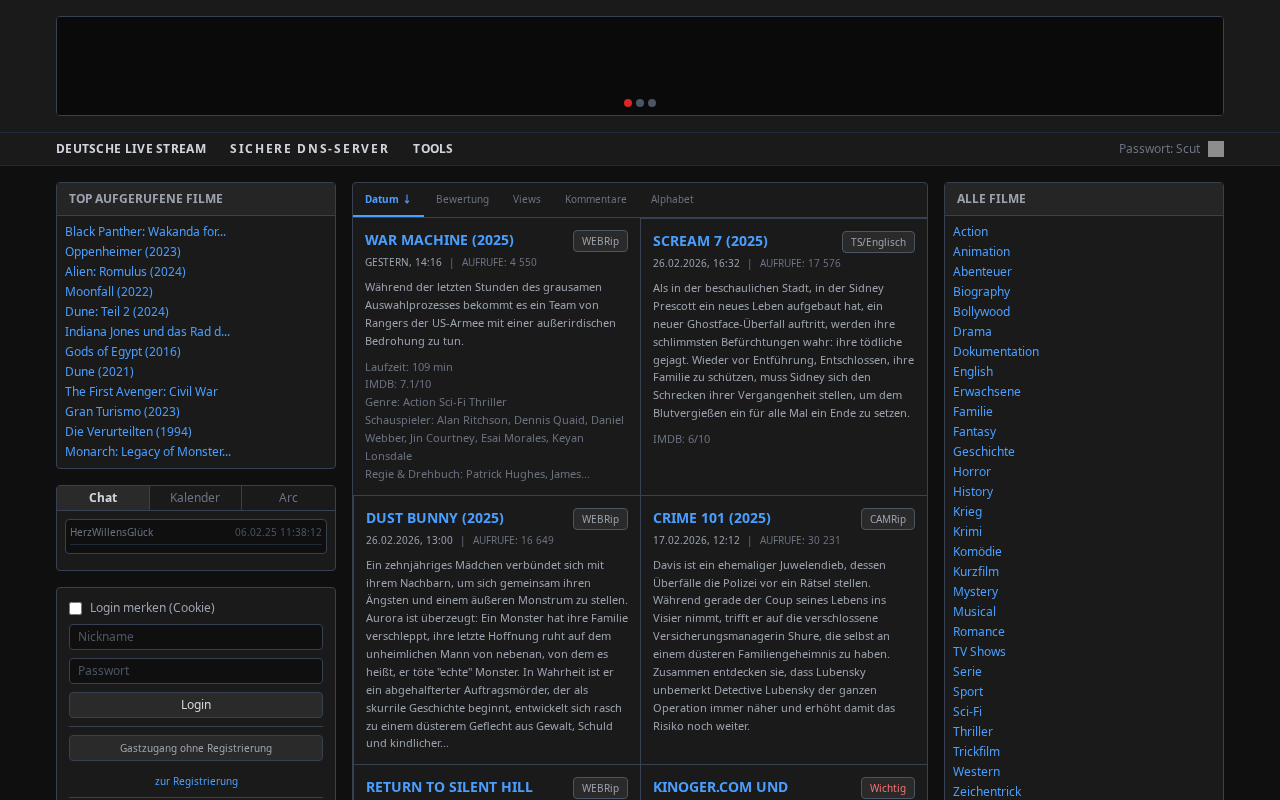 DEUTSCHE LIVE STREAM
SICHERE DNS-SERVER
TOOLS
Passwort: Scut
TOP AUFGERUFENE FILME
Black Panther: Wakanda for...
Oppenheimer (2023)
Alien: Romulus (2024)
Moonfall (2022)
Dune: Teil 2 (2024)
Indiana Jones und das Rad d...
Gods of Egypt (2016)
Dune (2021)
The First Avenger: Civil War
Gran Turismo (2023)
Die Verurteilten (1994)
Monarch: Legacy of Monster...
Chat
Kalender
Arc
HerzWillensGlück
06.02.25 11:38:12
Login merken (Cookie)
Nickname
Passwort
Login
Gastzugang ohne Registrierung
zur Registrierung
Datum ↓
Bewertung
Views
Kommentare
Alphabet
WAR MACHINE (2025)
WEBRip
GESTERN, 14:16 | AUFRUFE: 4 550
Während der letzten Stunden des grausamen
Auswahlprozesses bekommt es ein Team von
Rangers der US-Armee mit einer außerirdischen
Bedrohung zu tun.
Laufzeit: 109 min
IMDB: 7.1/10
Genre: Action Sci-Fi Thriller
Schauspieler: Alan Ritchson, Dennis Quaid, Daniel
Webber, Jin Courtney, Esai Morales, Keyan
Lonsdale
Regie & Drehbuch: Patrick Hughes, James...
SCREAM 7 (2025)
TS/Englisch
26.02.2026, 16:32 | AUFRUFE: 17 576
Als in der beschaulichen Stadt, in der Sidney
Prescott ein neues Leben aufgebaut hat, ein
neuer Ghostface-Überfall auftritt, werden ihre
schlimmsten Befürchtungen wahr: ihre tödliche
gejagt. Wieder vor Entführung, Entschlossen, ihre
Familie zu schützen, muss Sidney sich den
Schrecken ihrer Vergangenheit stellen, um dem
Blutvergießen ein für alle Mal ein Ende zu setzen.
IMDB: 6/10
DUST BUNNY (2025)
WEBRip
26.02.2026, 13:00 | AUFRUFE: 16 649
Ein zehnjähriges Mädchen verbündet sich mit
ihrem Nachbarn, um sich gemeinsam ihren
Ängsten und einem äußeren Monstrum zu stellen.
Aurora ist überzeugt: Ein Monster hat ihre Familie
verschleppt, ihre letzte Hoffnung ruht auf dem
unheimlichen Mann von nebenan, von dem es
heißt, er töte "echte" Monster. In Wahrheit ist er
ein abgehalfterter Auftragsmörder, der als
skurrile Geschichte beginnt, entwickelt sich rasch
zu einem düsterem Geflecht aus Gewalt, Schuld
und kindlicher...
CRIME 101 (2025)
CAMRip
17.02.2026, 12:12 | AUFRUFE: 30 231
Davis ist ein ehemaliger Juwelendieb, dessen
Überfälle die Polizei vor ein Rätsel stellen.
Während gerade der Coup seines Lebens ins
Visier nimmt, trifft er auf die verschlossene
Versicherungsmanagerin Shure, die selbst an
einem düsteren Familiengeheimnis zu haben.
Zusammen entdecken sie, dass Lubensky
unbemerkt Detective Lubensky der ganzen
Operation immer näher und erhöht damit das
Risiko noch weiter.
RETURN TO SILENT HILL
WEBRip
KINOGER.COM UND
Wichtig
ALLE FILME
Action
Animation
Abenteuer
Biography
Bollywood
Drama
Dokumentation
English
Erwachsene
Familie
Fantasy
Geschichte
Horror
History
Krieg
Krimi
Komödie
Kurzfilm
Mystery
Musical
Romance
TV Shows
Serie
Sport
Sci-Fi
Thriller
Trickfilm
Western
Zeichentrick